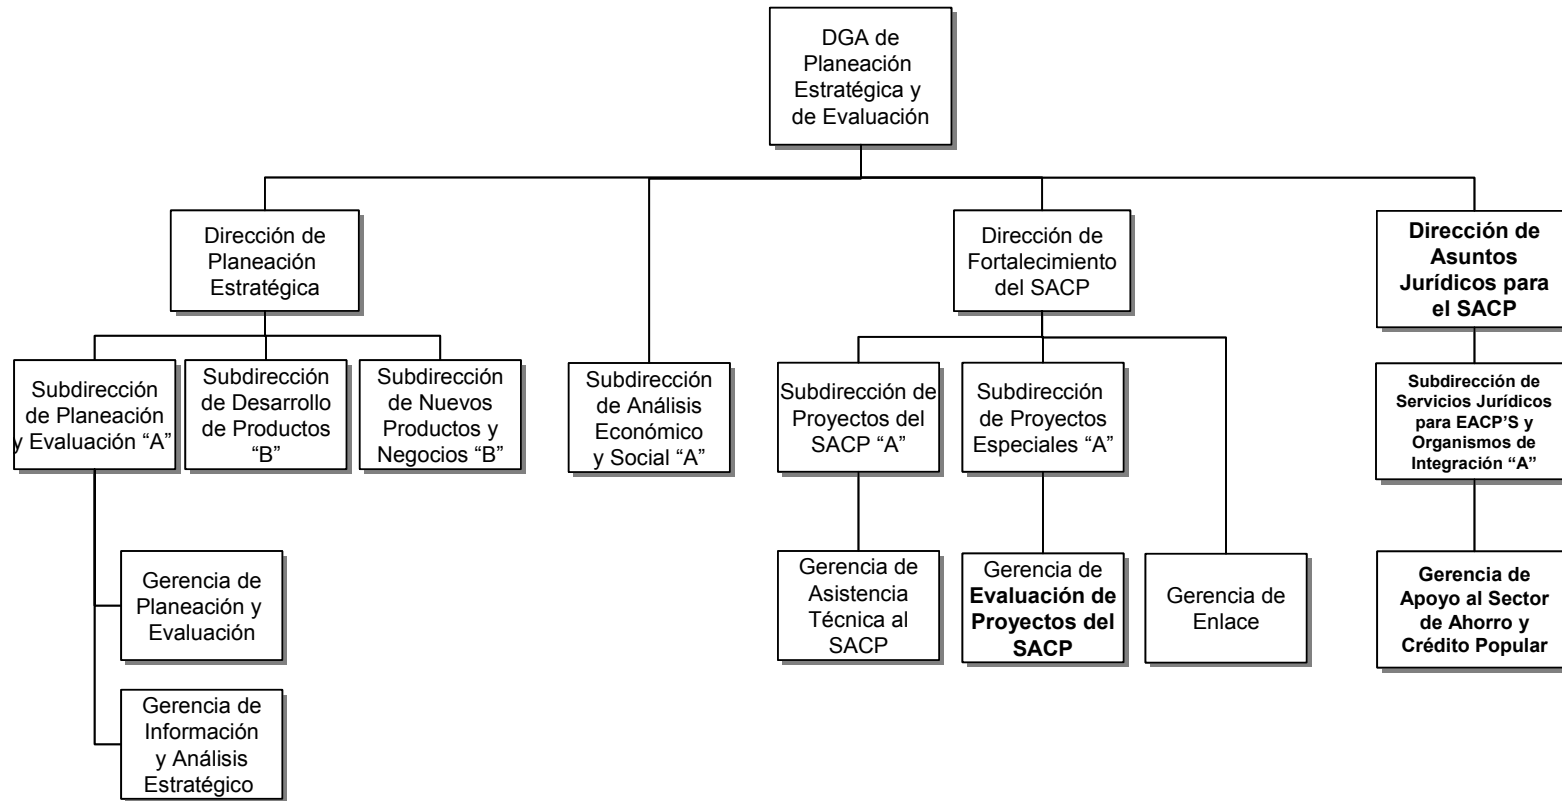 DGA de
Planeación
Estratégica y
de Evaluación
Dirección de
Planeación
Estratégica
Dirección de
Fortalecimiento
del SACP
Dirección de
Asuntos
Jurídicos para
el SACP
Subdirección
de Planeación
y Evaluación “A”
Subdirección
de Desarrollo
de Productos
“B”
Subdirección
de Nuevos
Productos y
Negocios “B”
Subdirección
de Análisis
Económico
y Social “A”
Subdirección de
Proyectos del
SACP “A”
Subdirección
de Proyectos
Especiales “A”
Subdirección de
Servicios Jurídicos
para EACP’S y
Organismos de
Integración “A”
Gerencia de
Planeación y
Evaluación
Gerencia de
Asistencia
Técnica al
SACP
Gerencia de
Evaluación de
Proyectos del
SACP
Gerencia de
Enlace
Gerencia de
Apoyo al Sector
de Ahorro y
Crédito Popular
Gerencia de
Información
y Análisis
Estratégico